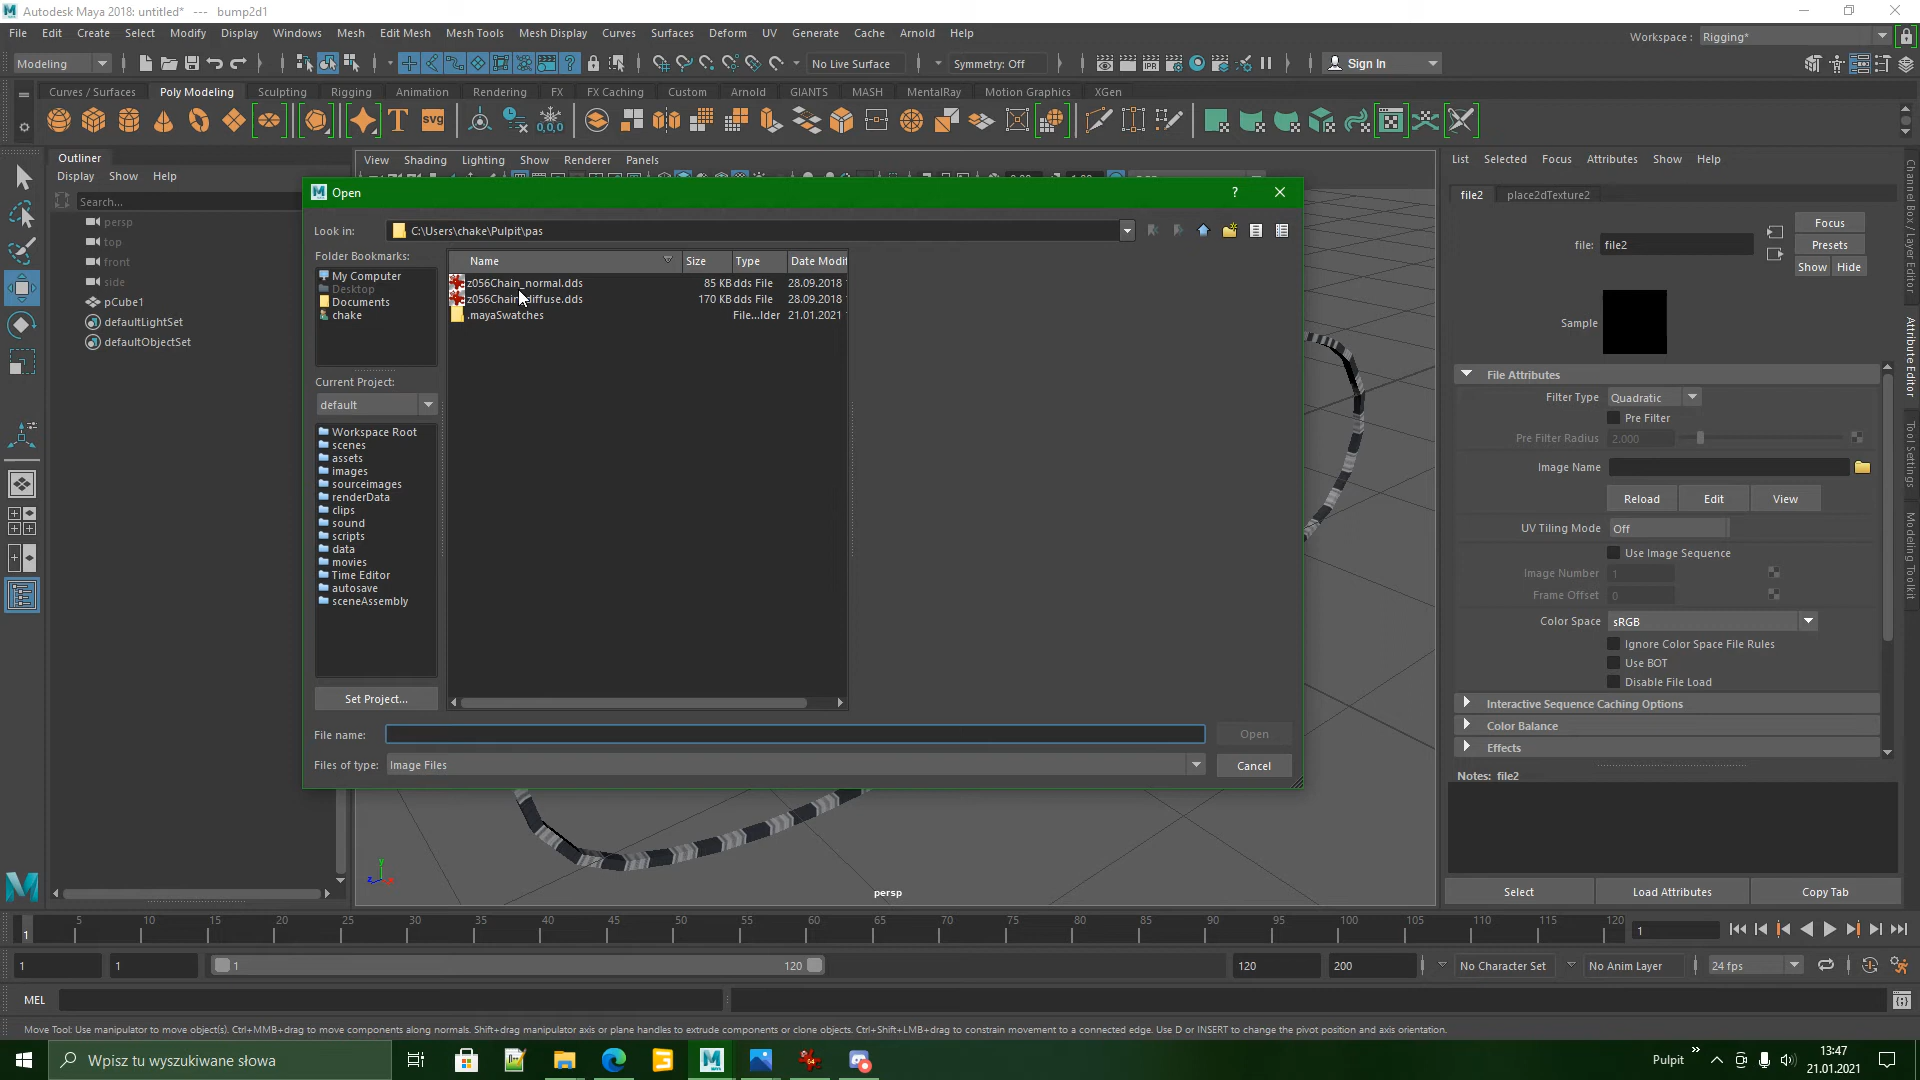 Autodesk Maya 2018: untitled* --- bump2d1
File Edit Create Select Modify Display Windows Mesh Edit Mesh Mesh Tools Mesh Display Curves Surfaces Deform UV Generate Cache Arnold Help
Workspace : Rigging*
Modeling No Live Surface Symmetry: Off Sign In
Curves / Surfaces Poly Modeling Sculpting Rigging Animation Rendering FX FX Caching Custom Arnold GIANTS MASH MentalRay Motion Graphics XGen
T svg 0,0,0
Outliner
Display Show Help
Search...
persp
top
front
side
pCube1
defaultLightSet
defaultObjectSet
View Shading Lighting Show Renderer Panels
Open
Look in: C:\Users\chake\Pulpit\pas
Folder Bookmarks:
My Computer
Desktop
Documents
chake
Current Project:
default
Workspace Root
scenes
assets
images
sourceimages
renderData
clips
sound
scripts
data
movies
Time Editor
autosave
sceneAssembly
Set Project...
Name Size Type Date Modif
z056Chain_normal.dds 85 KB dds File 28.09.2018
z056Chain_diffuse.dds 170 KB dds File 28.09.2018
.mayaSwatches File...lder 21.01.2021
File name: Open
Files of type: Image Files Cancel
persp
List Selected Focus Attributes Show Help
file2 place2dTexture2
Focus
file: file2 Presets
Show Hide
Sample
File Attributes
Filter Type Quadratic
Pre Filter
Pre Filter Radius 2.000
Image Name
Reload Edit View
UV Tiling Mode Off
Use Image Sequence
Image Number 1
Frame Offset 0
Color Space sRGB
Ignore Color Space File Rules
Use BOT
Disable File Load
Interactive Sequence Caching Options
Color Balance
Effects
Notes: file2
Select Load Attributes Copy Tab
Channel Box / Layer Editor
Attribute Editor
Tool Settings
Modeling Toolkit
1 5 10 15 20 25 30 35 40 45 50 55 60 65 70 75 80 85 90 95 100 105 110 115 120 1
1 1 1 120 120 200 No Character Set No Anim Layer 24 fps
MEL
Move Tool: Use manipulator to move object(s). Ctrl+MMB+drag to move components along normals. Shift+drag manipulator axis or plane handles to extrude components or clone objects. Ctrl+Shift+LMB+drag to constrain movement to a connected edge. Use D or INSERT to change the pivot position and axis orientation.
Wpisz tu wyszukiwane słowa
Pulpit
13:47
21.01.2021